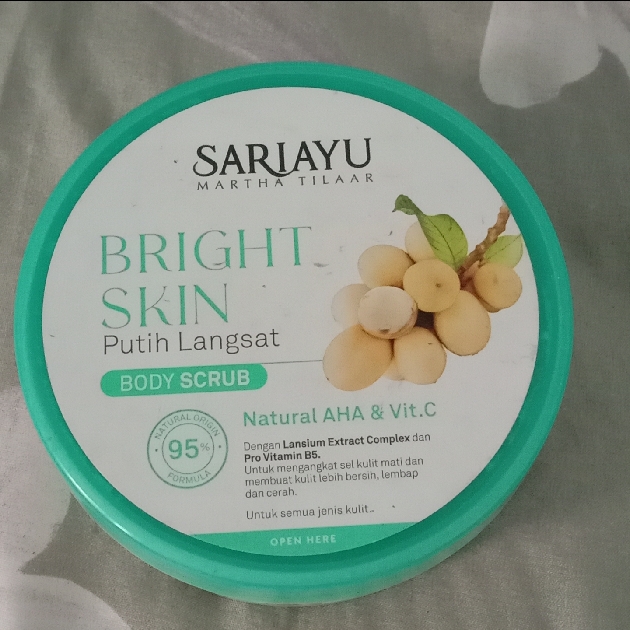 SARIAYU
MARTHA TILAAR
BRIGHT
SKIN
Putih Langsat
BODY SCRUB
NATURAL ORIGIN
95%
FORMULA
Natural AHA & Vit.C
Dengan Lansium Extract Complex dan
Pro Vitamin B5.
Untuk mengangkat sel kulit mati dan
membuat kulit lebih bersih, lembap
dan cerah.
Untuk semua jenis kulit.
OPEN HERE